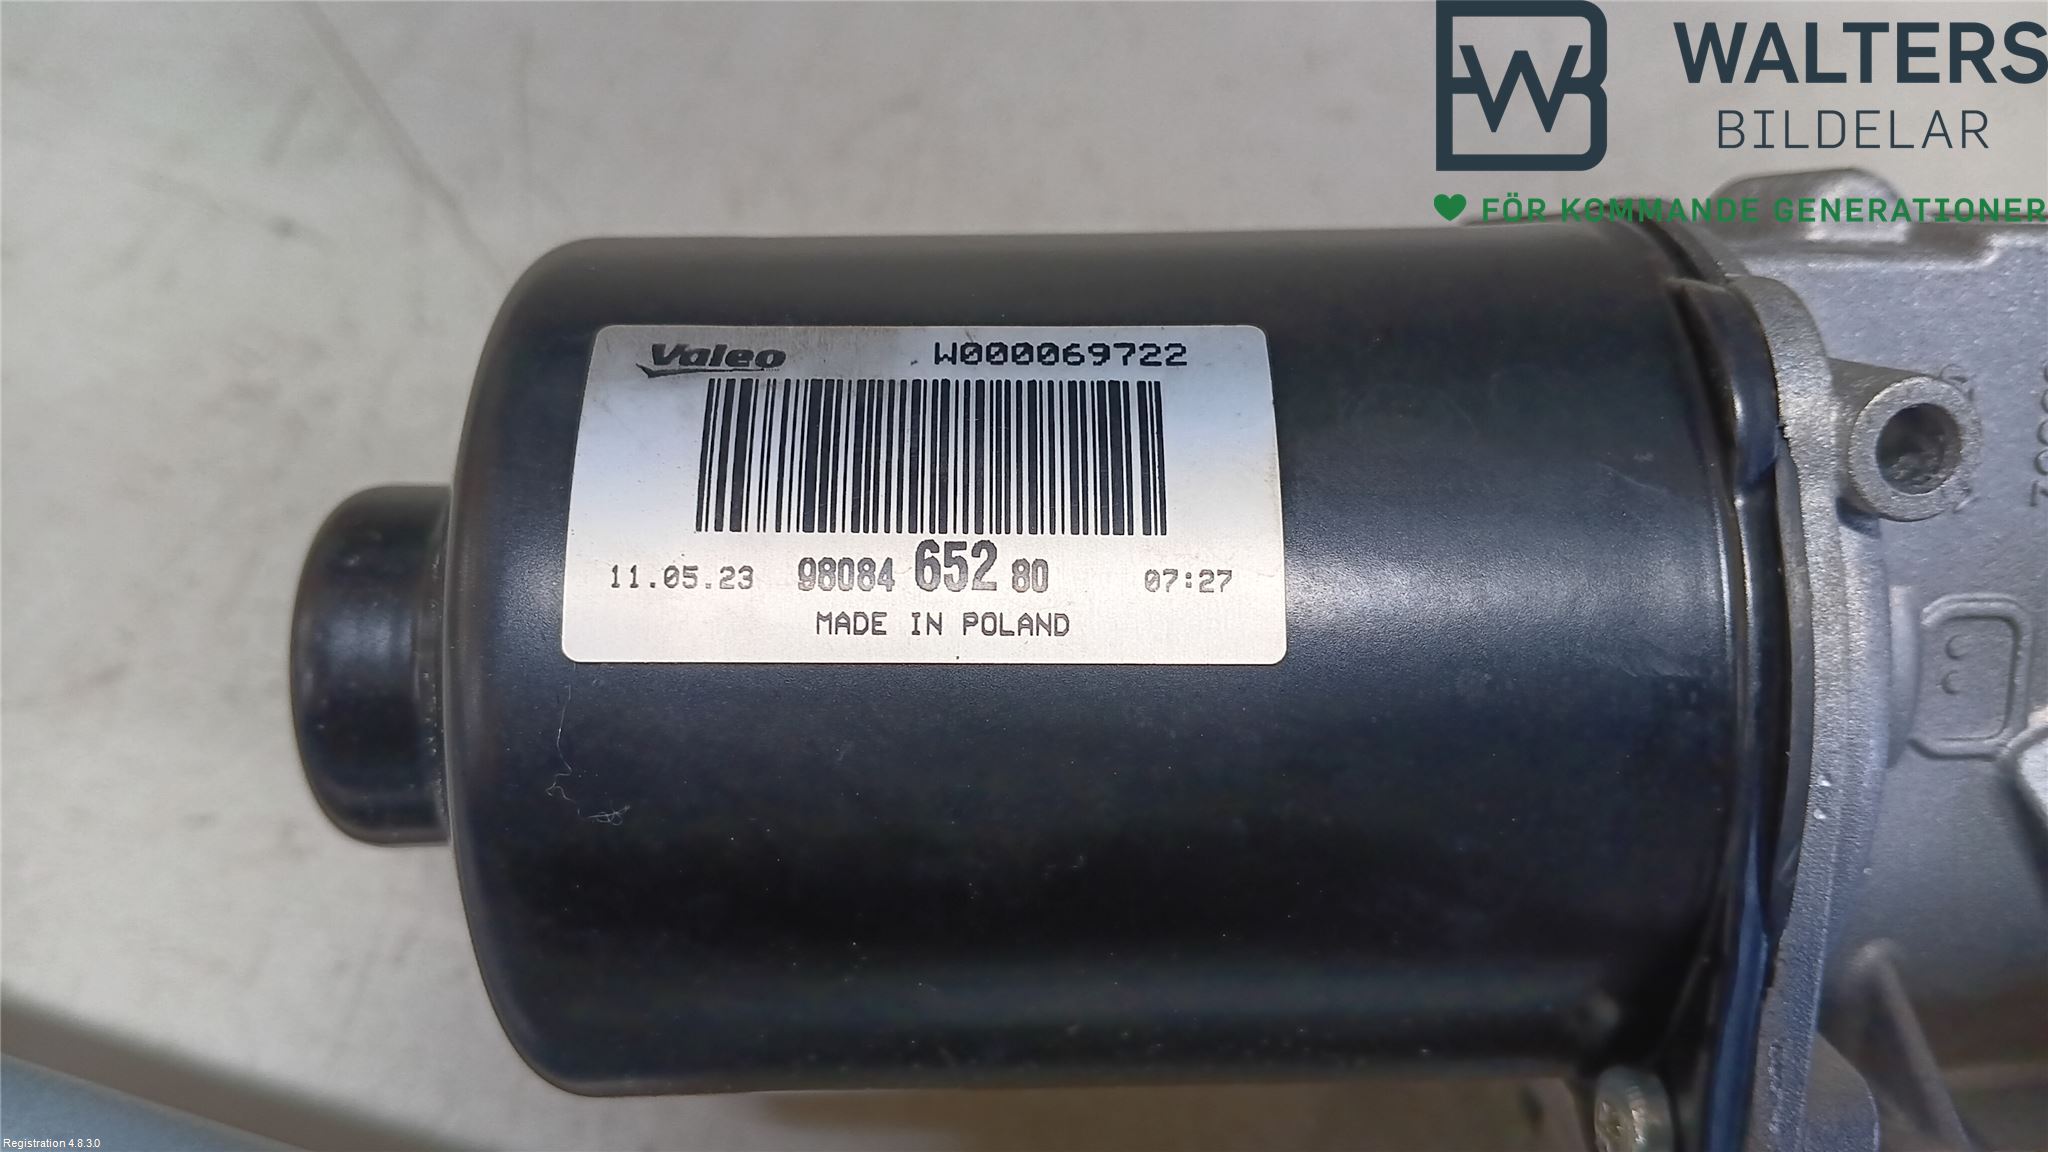 WALTERS
BILDELAR
FÖR KOMMANDE GENERATIONER
Valeo W000069722
11.05.23 98084 652 80 07:27
MADE IN POLAND
Registration 4.8.3.0